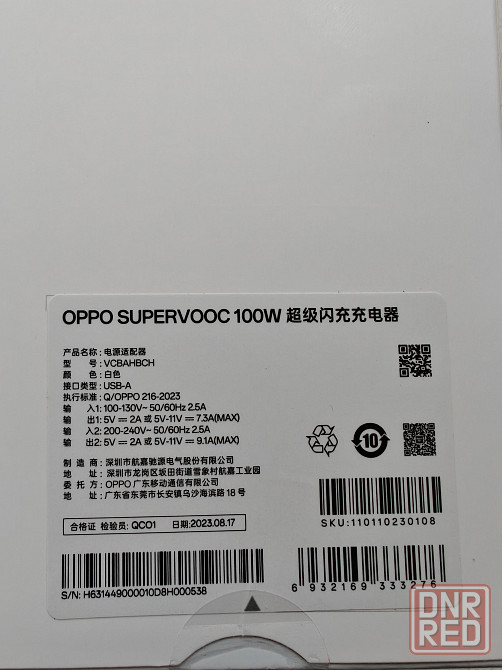 OPPO SUPERVOOC 100W 超级闪充充电器
产品名称: 电源适配器
型 号: VCBAHBCH
颜 色: 白色
接口类型: USB-A
执行标准: Q/OPPO 216-2023
输 入1: 100-130V~ 50/60Hz 2.5A
输 出1: 5V⎓2A 或 5V-11V⎓7.3A(MAX)
输 入2: 200-240V~ 50/60Hz 2.5A
输 出2: 5V⎓2A 或 5V-11V⎓9.1A(MAX)
制 造 商: 深圳市航嘉驰源电气股份有限公司
地 址: 深圳市龙岗区坂田街道雪象村航嘉工业园
委 托 方: OPPO 广东移动通信有限公司
地 址: 广东省东莞市长安镇乌沙海滨路 18 号
10
SKU:110110230108
合格证 检验员: QC01 日期:2023.08.17
S/N: H631449000010D8H000538
6 932169 333276
DNR
RED